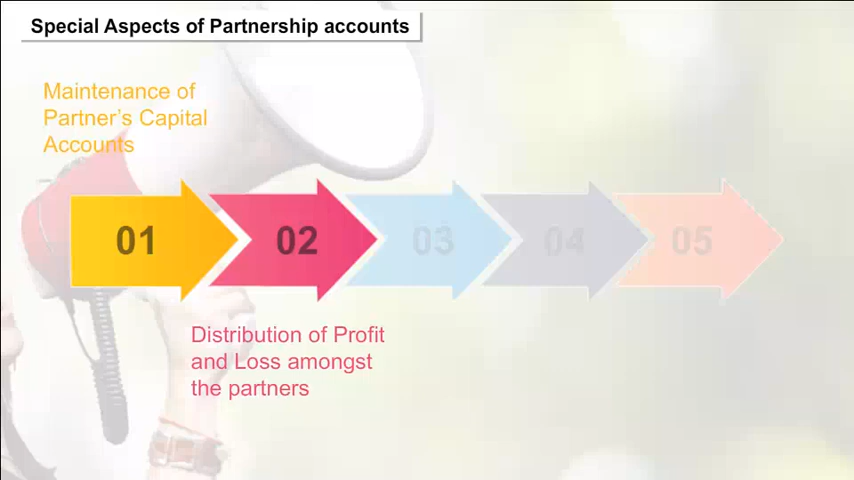 Special Aspects of Partnership accounts
Maintenance of
Partner’s Capital
Accounts
01
02
03
04
05
Distribution of Profit
and Loss amongst
the partners